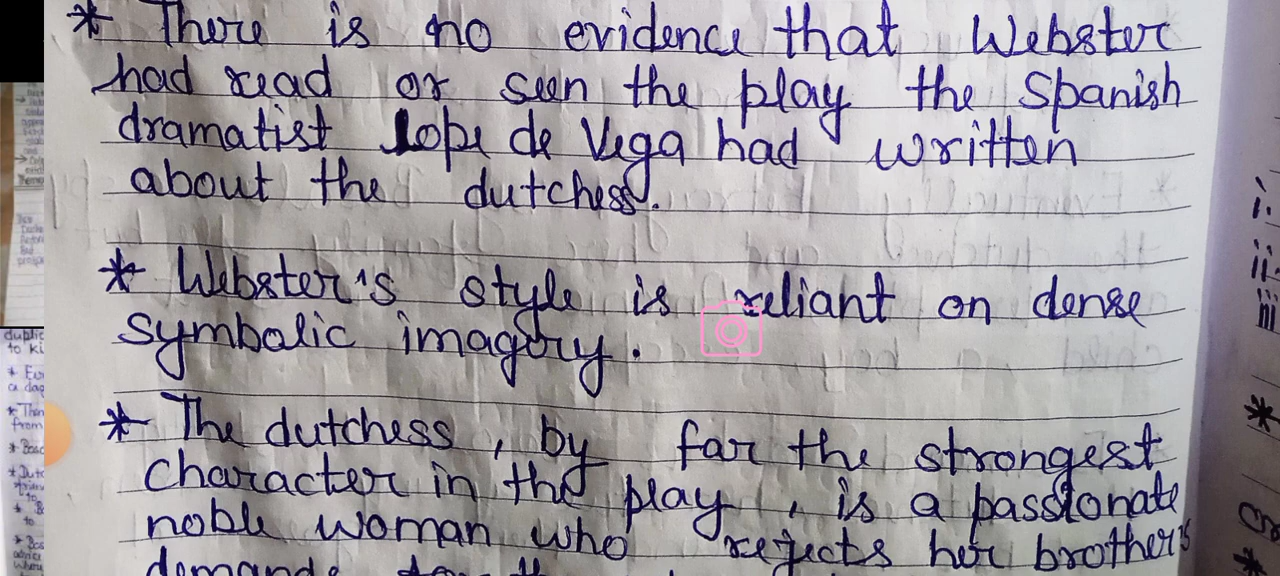 * There is no evidence that Webster
had read or seen the play the Spanish
dramatist Lope de Vega had written
about the dutchess.
* Webster's style is reliant on dense
symbolic imagory.
* The dutchess, by far the strongest
character in the play, is a passionate
noble woman who rejects her brother's
demands